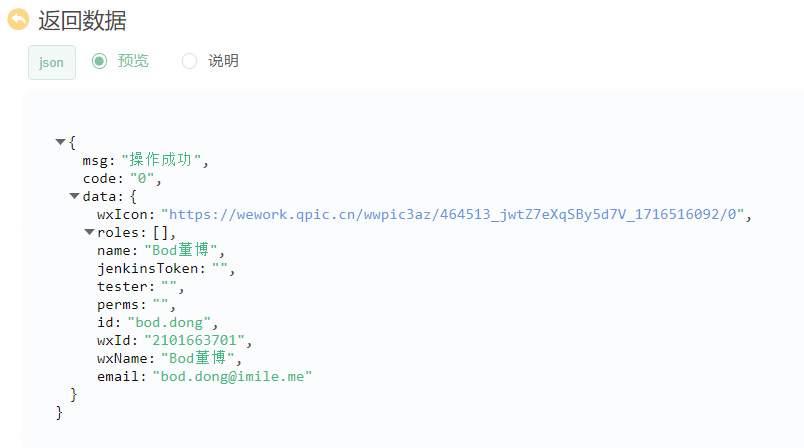 返回数据
json 预览 说明
{
msg: "操作成功",
code: "0",
data: {
wxIcon: "https://wework.qpic.cn/wwpic3az/464513_jwtZ7eXqSBy5d7V_1716516092/0",
roles: [],
name: "Bod董博",
jenkinsToken: "",
tester: "",
perms: "",
id: "bod.dong",
wxId: "2101663701",
wxName: "Bod董博",
email: "bod.dong@imile.me"
}
}